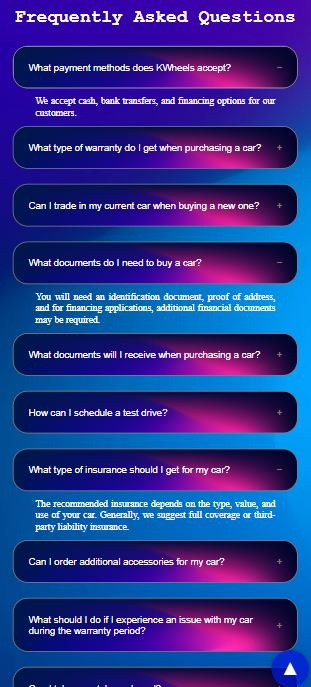 Frequently Asked Questions
What payment methods does KWheels accept? −
We accept cash, bank transfers, and financing options for our
customers.
What type of warranty do I get when purchasing a car? +
Can I trade in my current car when buying a new one? +
What documents do I need to buy a car? −
You will need an identification document, proof of address,
and for financing applications, additional financial documents
may be required.
What documents will I receive when purchasing a car? +
How can I schedule a test drive? +
What type of insurance should I get for my car? −
The recommended insurance depends on the type, value, and
use of your car. Generally, we suggest full coverage or third-
party liability insurance.
Can I order additional accessories for my car? +
What should I do if I experience an issue with my car
during the warranty period? +